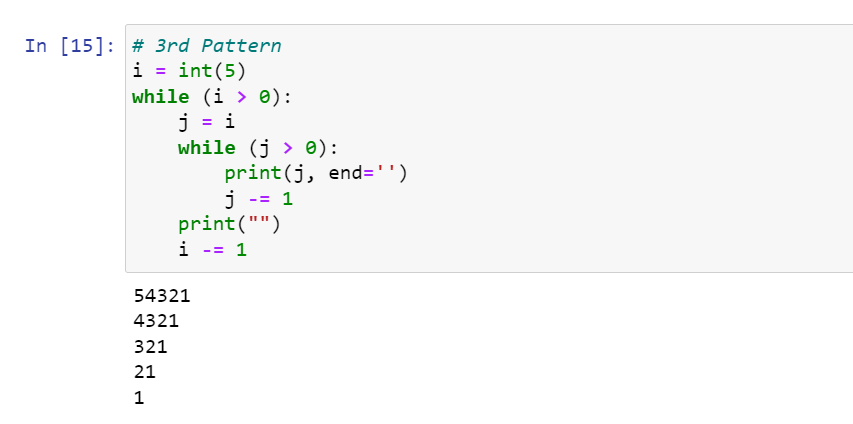 In [15]: # 3rd Pattern
i = int(5)
while (i > 0):
    j = i
    while (j > 0):
        print(j, end='')
        j -= 1
    print("")
    i -= 1
54321
4321
321
21
1